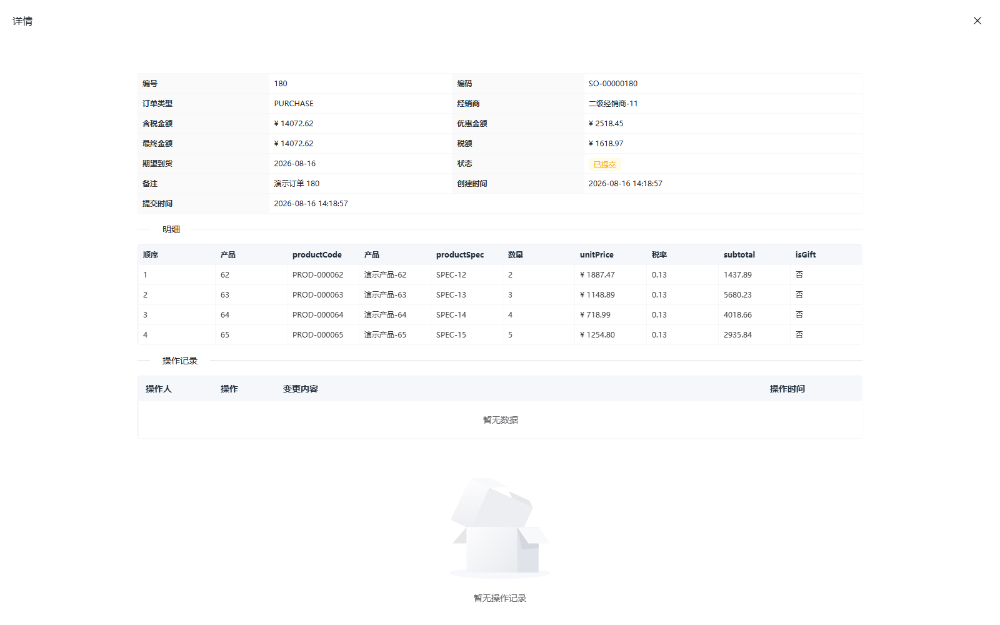 详情
编号 180 编码 SO-00000180
订单类型 PURCHASE 经销商 二级经销商-11
含税金额 ¥ 14072.62 优惠金额 ¥ 2518.45
最终金额 ¥ 14072.62 税额 ¥ 1618.97
期望到货 2026-08-16 状态 已提交
备注 演示订单 180 创建时间 2026-08-16 14:18:57
提交时间 2026-08-16 14:18:57
明细
顺序 产品 productCode 产品 productSpec 数量 unitPrice 税率 subtotal isGift
1 62 PROD-000062 演示产品-62 SPEC-12 2 ¥ 1887.47 0.13 1437.89 否
2 63 PROD-000063 演示产品-63 SPEC-13 3 ¥ 1148.89 0.13 5680.23 否
3 64 PROD-000064 演示产品-64 SPEC-14 4 ¥ 718.99 0.13 4018.66 否
4 65 PROD-000065 演示产品-65 SPEC-15 5 ¥ 1254.80 0.13 2935.84 否
操作记录
操作人 操作 变更内容 操作时间
暂无数据
暂无操作记录